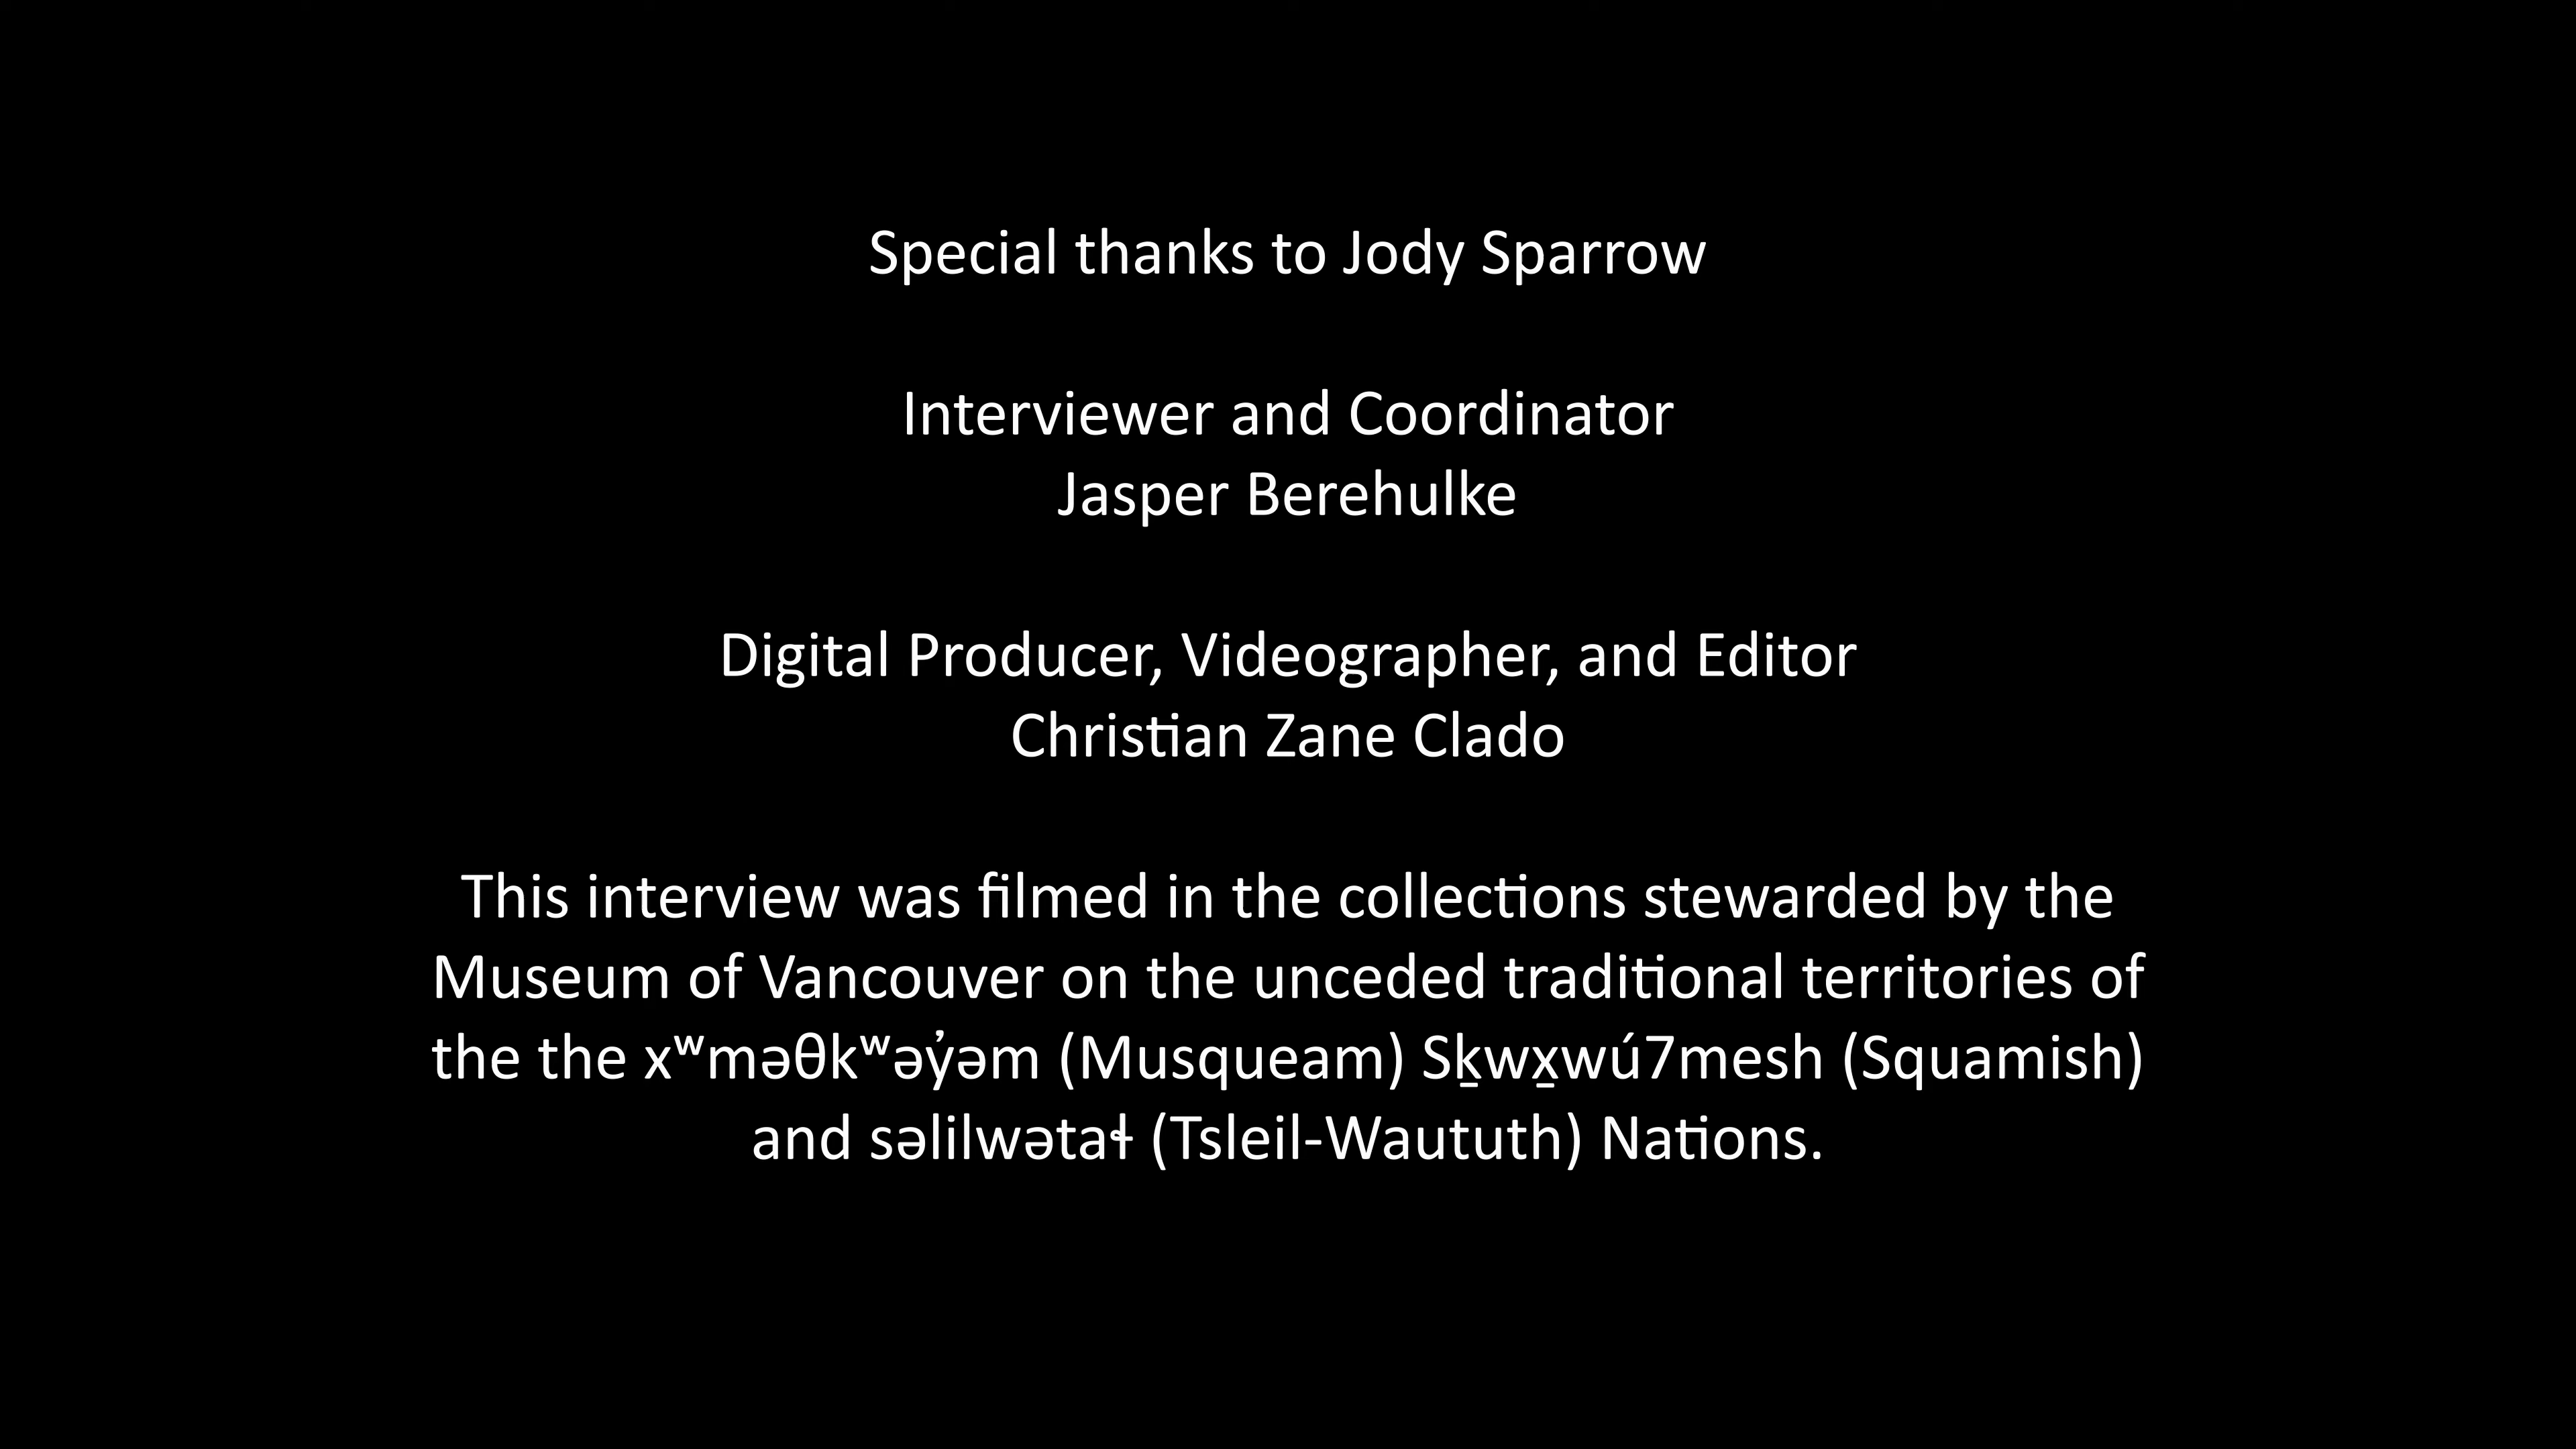 Special thanks to Jody Sparrow
Interviewer and Coordinator
Jasper Berehulke
Digital Producer, Videographer, and Editor
Christian Zane Clado
This interview was filmed in the collections stewarded by the
Museum of Vancouver on the unceded traditional territories of
the the xʷməθkʷəy̓əm (Musqueam) Sḵwx̱wú7mesh (Squamish)
and səlilwətaɬ (Tsleil-Waututh) Nations.